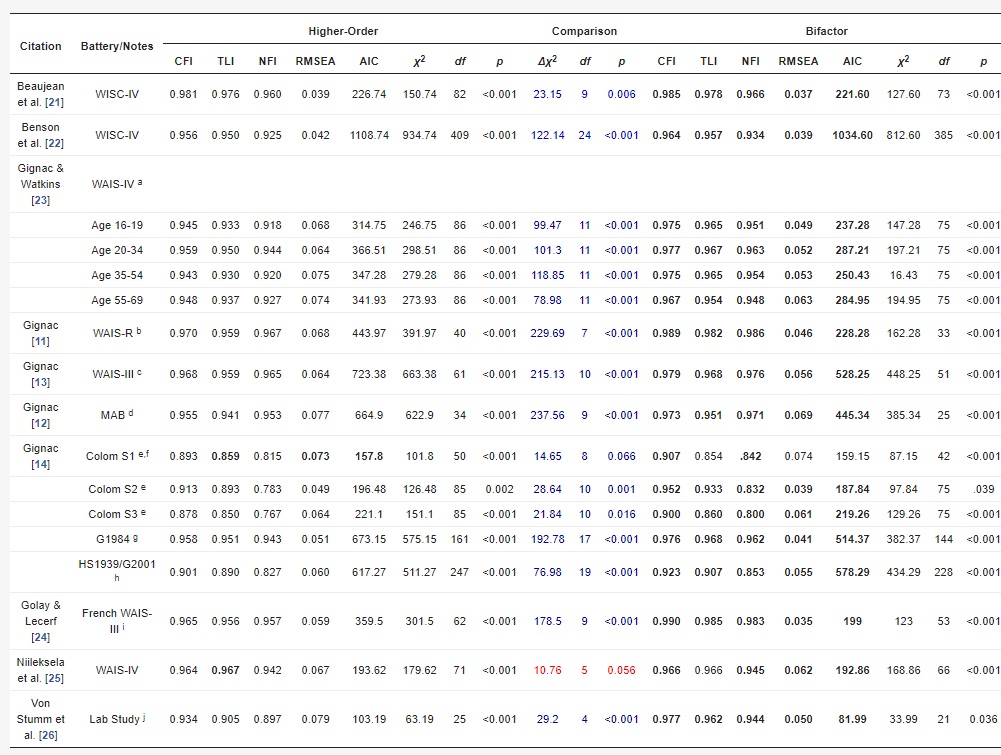 Higher-Order Comparison Bifactor
Citation Battery/Notes
CFI TLI NFI RMSEA AIC χ2 df p Δχ2 df p CFI TLI NFI RMSEA AIC χ2 df p
Beaujean
et al. [21] WISC-IV 0.981 0.976 0.960 0.039 226.74 150.74 82 <0.001 23.15 9 0.006 0.985 0.978 0.966 0.037 221.60 127.60 73 <0.001
Benson
et al. [22] WISC-IV 0.956 0.950 0.925 0.042 1108.74 934.74 409 <0.001 122.14 24 <0.001 0.964 0.957 0.934 0.039 1034.60 812.60 385 <0.001
Gignac &
Watkins WAIS-IV a
[23]
Age 16-19 0.945 0.933 0.918 0.068 314.75 246.75 86 <0.001 99.47 11 <0.001 0.975 0.965 0.951 0.049 237.28 147.28 75 <0.001
Age 20-34 0.959 0.950 0.944 0.064 366.51 298.51 86 <0.001 101.3 11 <0.001 0.977 0.967 0.963 0.052 287.21 197.21 75 <0.001
Age 35-54 0.943 0.930 0.920 0.075 347.28 279.28 86 <0.001 118.85 11 <0.001 0.975 0.965 0.954 0.053 250.43 16.43 75 <0.001
Age 55-69 0.948 0.937 0.927 0.074 341.93 273.93 86 <0.001 78.98 11 <0.001 0.967 0.954 0.948 0.063 284.95 194.95 75 <0.001
Gignac
[11] WAIS-R b 0.970 0.959 0.967 0.068 443.97 391.97 40 <0.001 229.69 7 <0.001 0.989 0.982 0.986 0.046 228.28 162.28 33 <0.001
Gignac
[13] WAIS-III c 0.968 0.959 0.965 0.064 723.38 663.38 61 <0.001 215.13 10 <0.001 0.979 0.968 0.976 0.056 528.25 448.25 51 <0.001
Gignac
[12] MAB d 0.955 0.941 0.953 0.077 664.9 622.9 34 <0.001 237.56 9 <0.001 0.973 0.951 0.971 0.069 445.34 385.34 25 <0.001
Gignac
[14] Colom S1 e,f 0.893 0.859 0.815 0.073 157.8 101.8 50 <0.001 14.65 8 0.066 0.907 0.854 .842 0.074 159.15 87.15 42 <0.001
Colom S2 e 0.913 0.893 0.783 0.049 196.48 126.48 85 0.002 28.64 10 0.001 0.952 0.933 0.832 0.039 187.84 97.84 75 .039
Colom S3 e 0.878 0.850 0.767 0.064 221.1 151.1 85 <0.001 21.84 10 0.016 0.900 0.860 0.800 0.061 219.26 129.26 75 <0.001
G1984 g 0.958 0.951 0.943 0.051 673.15 575.15 161 <0.001 192.78 17 <0.001 0.976 0.968 0.962 0.041 514.37 382.37 144 <0.001
HS1939/G2001
h 0.901 0.890 0.827 0.060 617.27 511.27 247 <0.001 76.98 19 <0.001 0.923 0.907 0.853 0.055 578.29 434.29 228 <0.001
Golay &
Lecerf French WAIS-
[24] III i 0.965 0.956 0.957 0.059 359.5 301.5 62 <0.001 178.5 9 <0.001 0.990 0.985 0.983 0.035 199 123 53 <0.001
Niileksela
et al. [25] WAIS-IV 0.964 0.967 0.942 0.067 193.62 179.62 71 <0.001 10.76 5 0.056 0.966 0.966 0.945 0.062 192.86 168.86 66 <0.001
Von
Stumm et Lab Study j 0.934 0.905 0.897 0.079 103.19 63.19 25 <0.001 29.2 4 <0.001 0.977 0.962 0.944 0.050 81.99 33.99 21 0.036
al. [26]